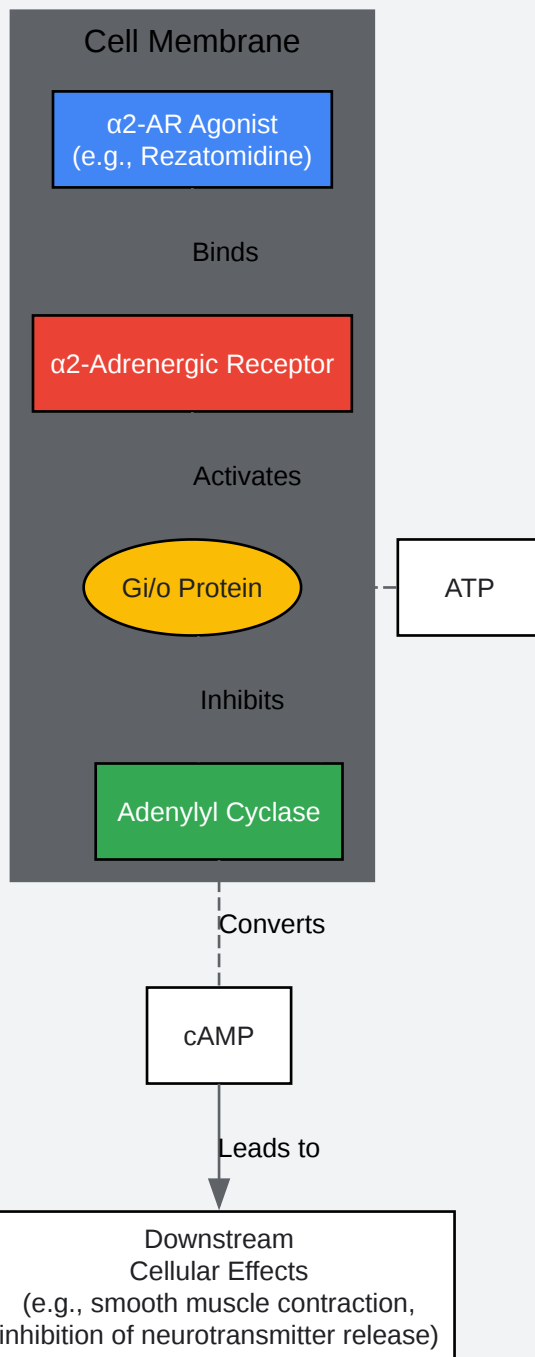 Cell Membrane
α2-AR Agonist
(e.g., Rezatomidine)
Binds
α2-Adrenergic Receptor
Activates
Gi/o Protein
ATP
Inhibits
Adenylyl Cyclase
Converts
cAMP
Leads to
Downstream
Cellular Effects
(e.g., smooth muscle contraction,
inhibition of neurotransmitter release)